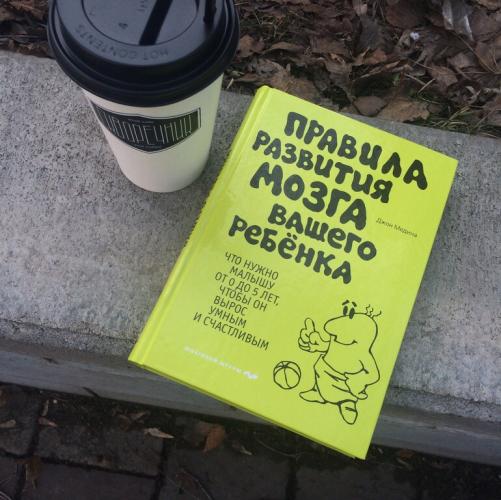 HOT CONTENTS
4
ПРАВИЛА
РАЗВИТИЯ
МОЗГА
Джон Медина
ВАШЕГО
РЕБЁНКА
ЧТО НУЖНО
МАЛЫШУ
ОТ 0 ДО 5 ЛЕТ,
ЧТОБЫ ОН
ВЫРОС
УМНЫМ
И СЧАСТЛИВЫМ